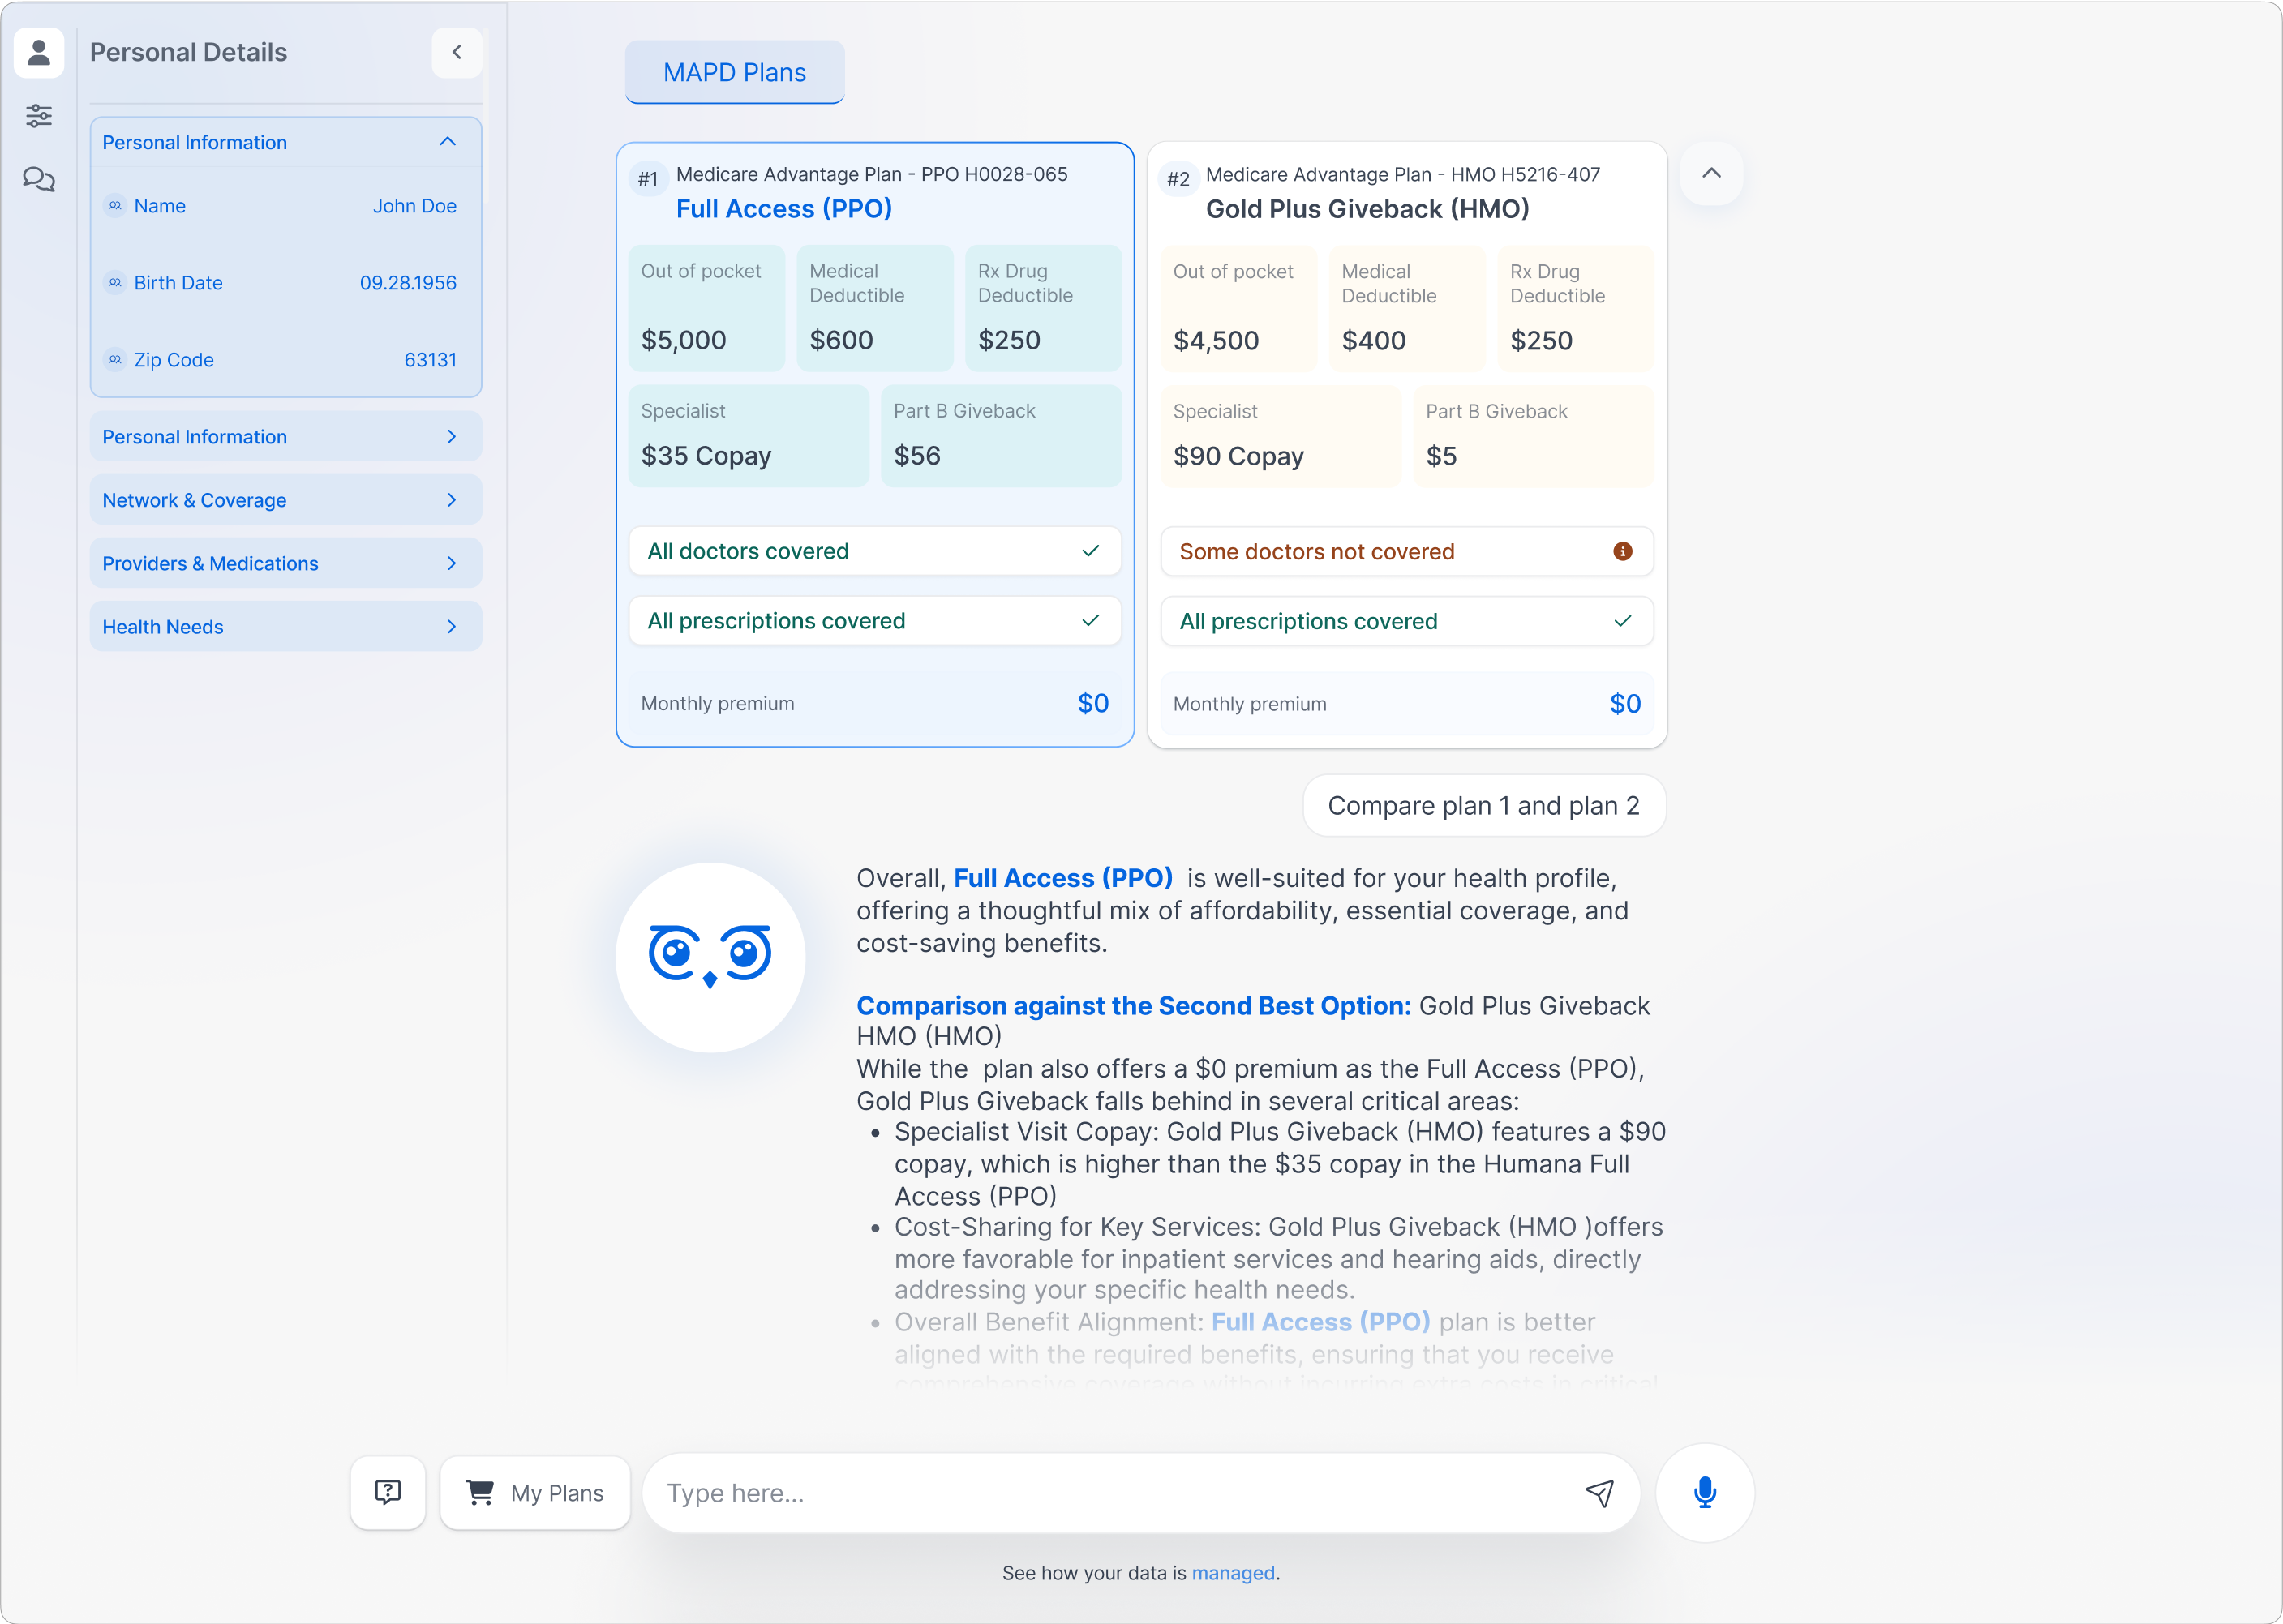 Personal Details
Personal Information
Name John Doe
Birth Date 09.28.1956
Zip Code 63131
Personal Information
Network & Coverage
Providers & Medications
Health Needs
MAPD Plans
#1 Medicare Advantage Plan - PPO H0028-065
Full Access (PPO)
Out of pocket
$5,000
Medical
Deductible
$600
Rx Drug
Deductible
$250
Specialist
$35 Copay
Part B Giveback
$56
All doctors covered
All prescriptions covered
Monthly premium $0
#2 Medicare Advantage Plan - HMO H5216-407
Gold Plus Giveback (HMO)
Out of pocket
$4,500
Medical
Deductible
$400
Rx Drug
Deductible
$250
Specialist
$90 Copay
Part B Giveback
$5
Some doctors not covered
All prescriptions covered
Monthly premium $0
Compare plan 1 and plan 2
Overall, Full Access (PPO) is well-suited for your health profile,
offering a thoughtful mix of affordability, essential coverage, and
cost-saving benefits.
Comparison against the Second Best Option: Gold Plus Giveback
HMO (HMO)
While the plan also offers a $0 premium as the Full Access (PPO),
Gold Plus Giveback falls behind in several critical areas:
• Specialist Visit Copay: Gold Plus Giveback (HMO) features a $90
copay, which is higher than the $35 copay in the Humana Full
Access (PPO)
• Cost-Sharing for Key Services: Gold Plus Giveback (HMO )offers
more favorable for inpatient services and hearing aids, directly
addressing your specific health needs.
• Overall Benefit Alignment: Full Access (PPO) plan is better
aligned with the required benefits, ensuring that you receive
comprehensive coverage without incurring extra costs in critical
My Plans
Type here...
See how your data is managed.